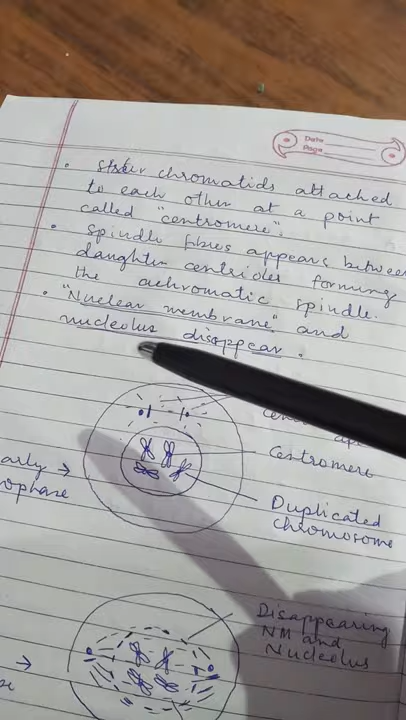 Date
Page
• sister chromatids attached
to each other at a point
called "centromere".
• spindle fibres appears between
daughter centrioles forming
the achromatic spindle.
• "Nuclear membrane" and
nucleolus disappear.
Centromere
Duplicated
chromosome
Disappearing
NM and
Nucleolus